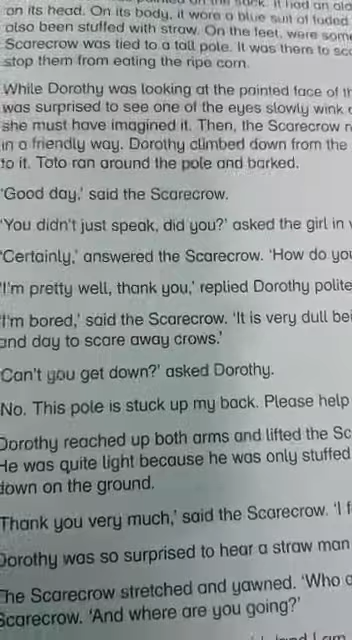 on its head. On its body, it wore a blue suit of faded
also been stuffed with straw. On the feet, were som
Scarecrow was tied to a tall pole. It was there to sc
stop them from eating the ripe corn.
While Dorothy was looking at the painted face of th
was surprised to see one of the eyes slowly wink
she must have imagined it. Then, the Scarecrow n
in a friendly way. Dorothy climbed down from the
to it. Toto ran around the pole and barked.
'Good day,' said the Scarecrow.
'You didn't just speak, did you?' asked the girl in
'Certainly,' answered the Scarecrow. 'How do you
'I'm pretty well, thank you,' replied Dorothy polite
'I'm bored,' said the Scarecrow. 'It is very dull bei
and day to scare away crows.'
Can't you get down?' asked Dorothy.
No. This pole is stuck up my back. Please help
Dorothy reached up both arms and lifted the Sc
He was quite light because he was only stuffed
down on the ground.
Thank you very much,' said the Scarecrow. 'I f
Dorothy was so surprised to hear a straw man
The Scarecrow stretched and yawned. 'Who a
Scarecrow. 'And where are you going?'